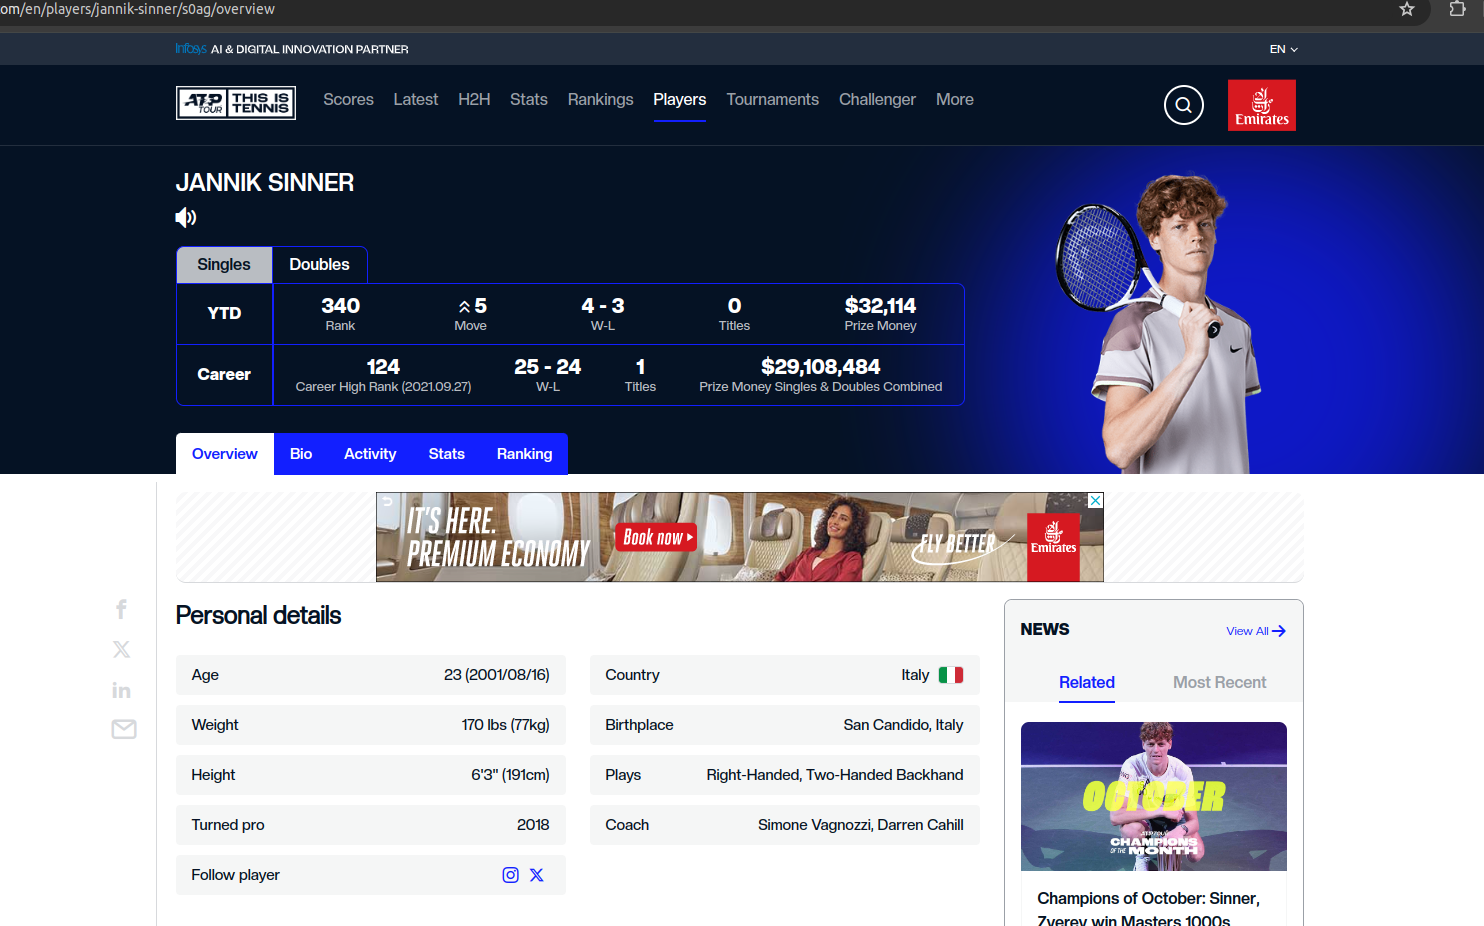 om/en/players/jannik-sinner/s0ag/overview
Infosys AI & DIGITAL INNOVATION PARTNER
EN
ATP TOUR THIS IS TENNIS
Scores Latest H2H Stats Rankings Players Tournaments Challenger More
Emirates
JANNIK SINNER
Singles Doubles
YTD
340 5 4 - 3 0 $32,114
Rank Move W-L Titles Prize Money
Career
124 25 - 24 1 $29,108,484
Career High Rank (2021.09.27) W-L Titles Prize Money Singles & Doubles Combined
Overview Bio Activity Stats Ranking
IT'S HERE.
PREMIUM ECONOMY
Book now
FLY BETTER
Emirates
Personal details
Age 23 (2001/08/16)
Country Italy
Weight 170 lbs (77kg)
Birthplace San Candido, Italy
Height 6'3" (191cm)
Plays Right-Handed, Two-Handed Backhand
Turned pro 2018
Coach Simone Vagnozzi, Darren Cahill
Follow player
NEWS View All
Related Most Recent
OCTOBER
ATP TOUR
CHAMPIONS
OF THE MONTH
Champions of October: Sinner,
Zverev win Masters 1000s